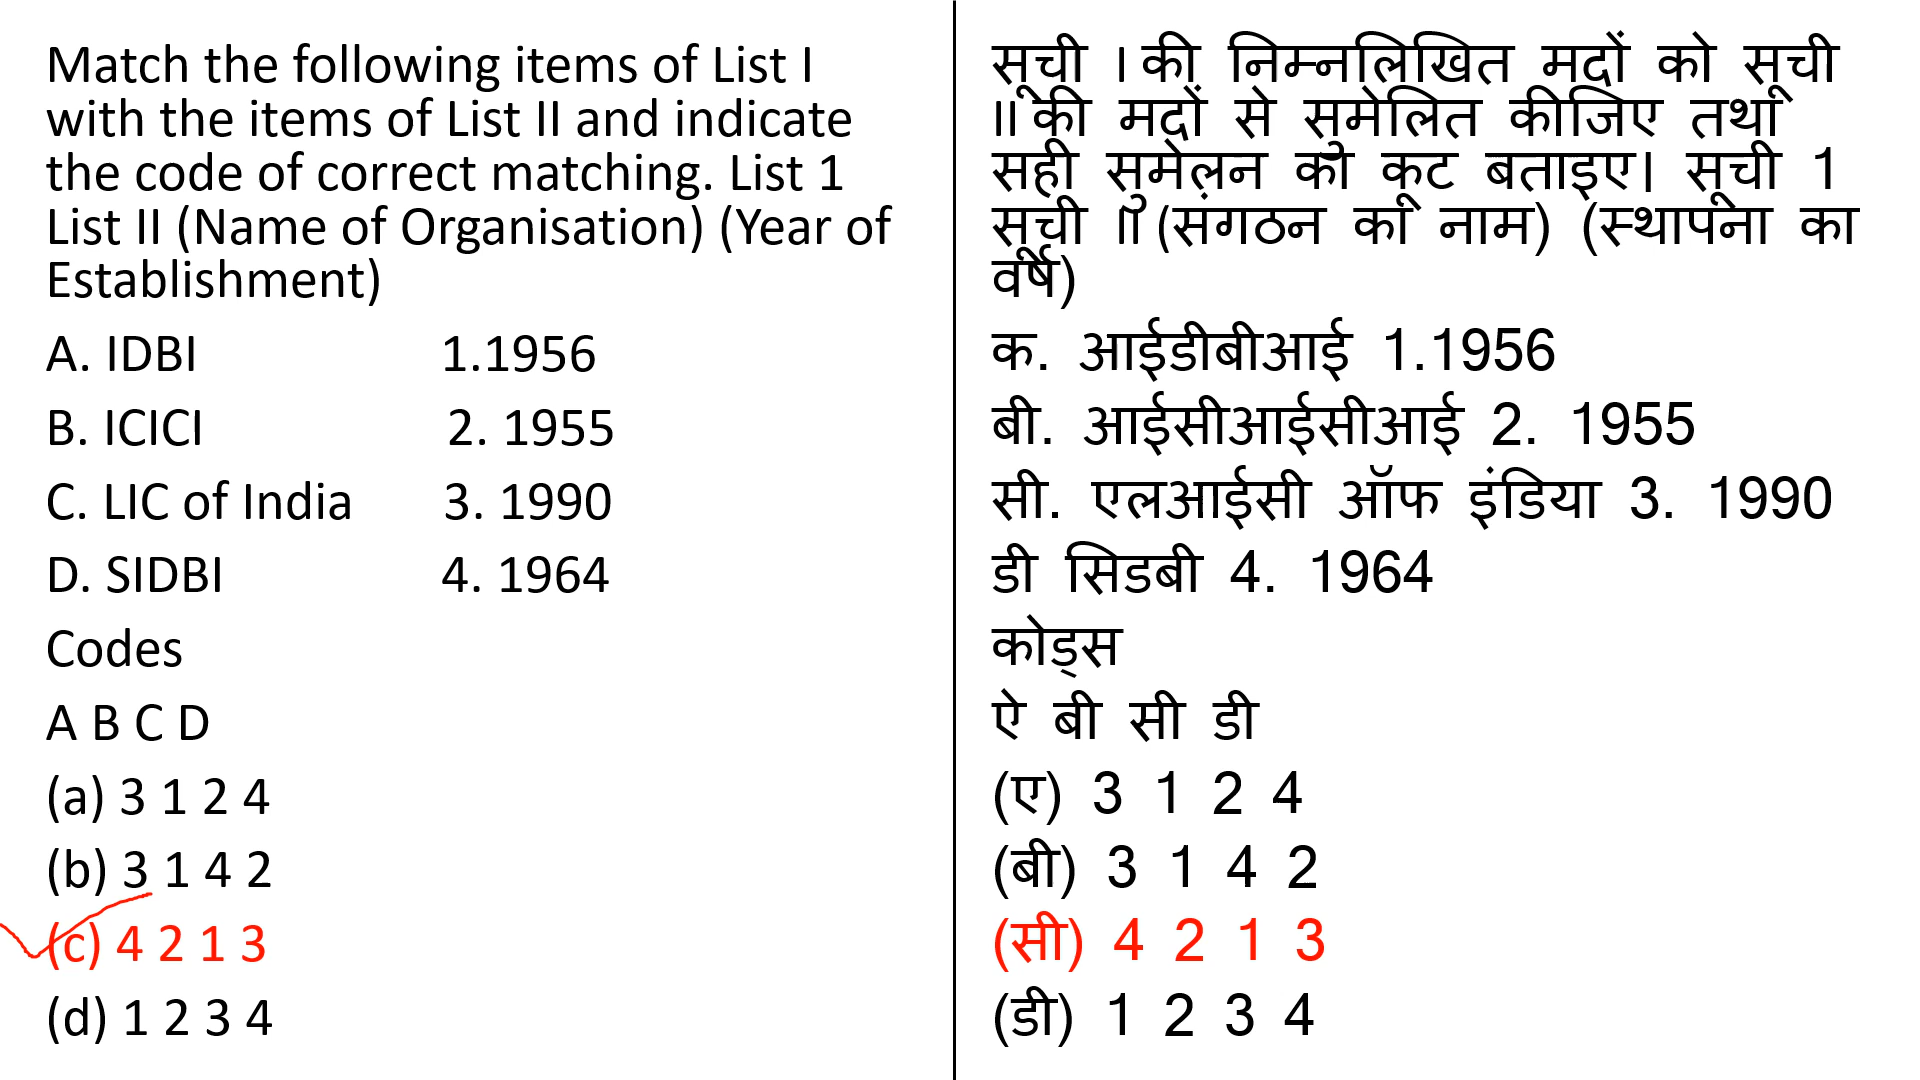 Match the following items of List I
with the items of List II and indicate
the code of correct matching. List 1
List II (Name of Organisation) (Year of
Establishment)
A. IDBI 1.1956
B. ICICI 2. 1955
C. LIC of India 3. 1990
D. SIDBI 4. 1964
Codes
A B C D
(a) 3 1 2 4
(b) 3 1 4 2
(c) 4 2 1 3
(d) 1 2 3 4
सूची I की निम्नलिखित मदों को सूची
II की मदों से सुमेलित कीजिए तथा
सही सुमेलन का कूट बताइए। सूची 1
सूची II (संगठन का नाम) (स्थापना का
वर्ष)
क. आईडीबीआई 1.1956
बी. आईसीआईसीआई 2. 1955
सी. एलआईसी ऑफ इंडिया 3. 1990
डी सिडबी 4. 1964
कोड्स
ऐ बी सी डी
(ए) 3 1 2 4
(बी) 3 1 4 2
(सी) 4 2 1 3
(डी) 1 2 3 4